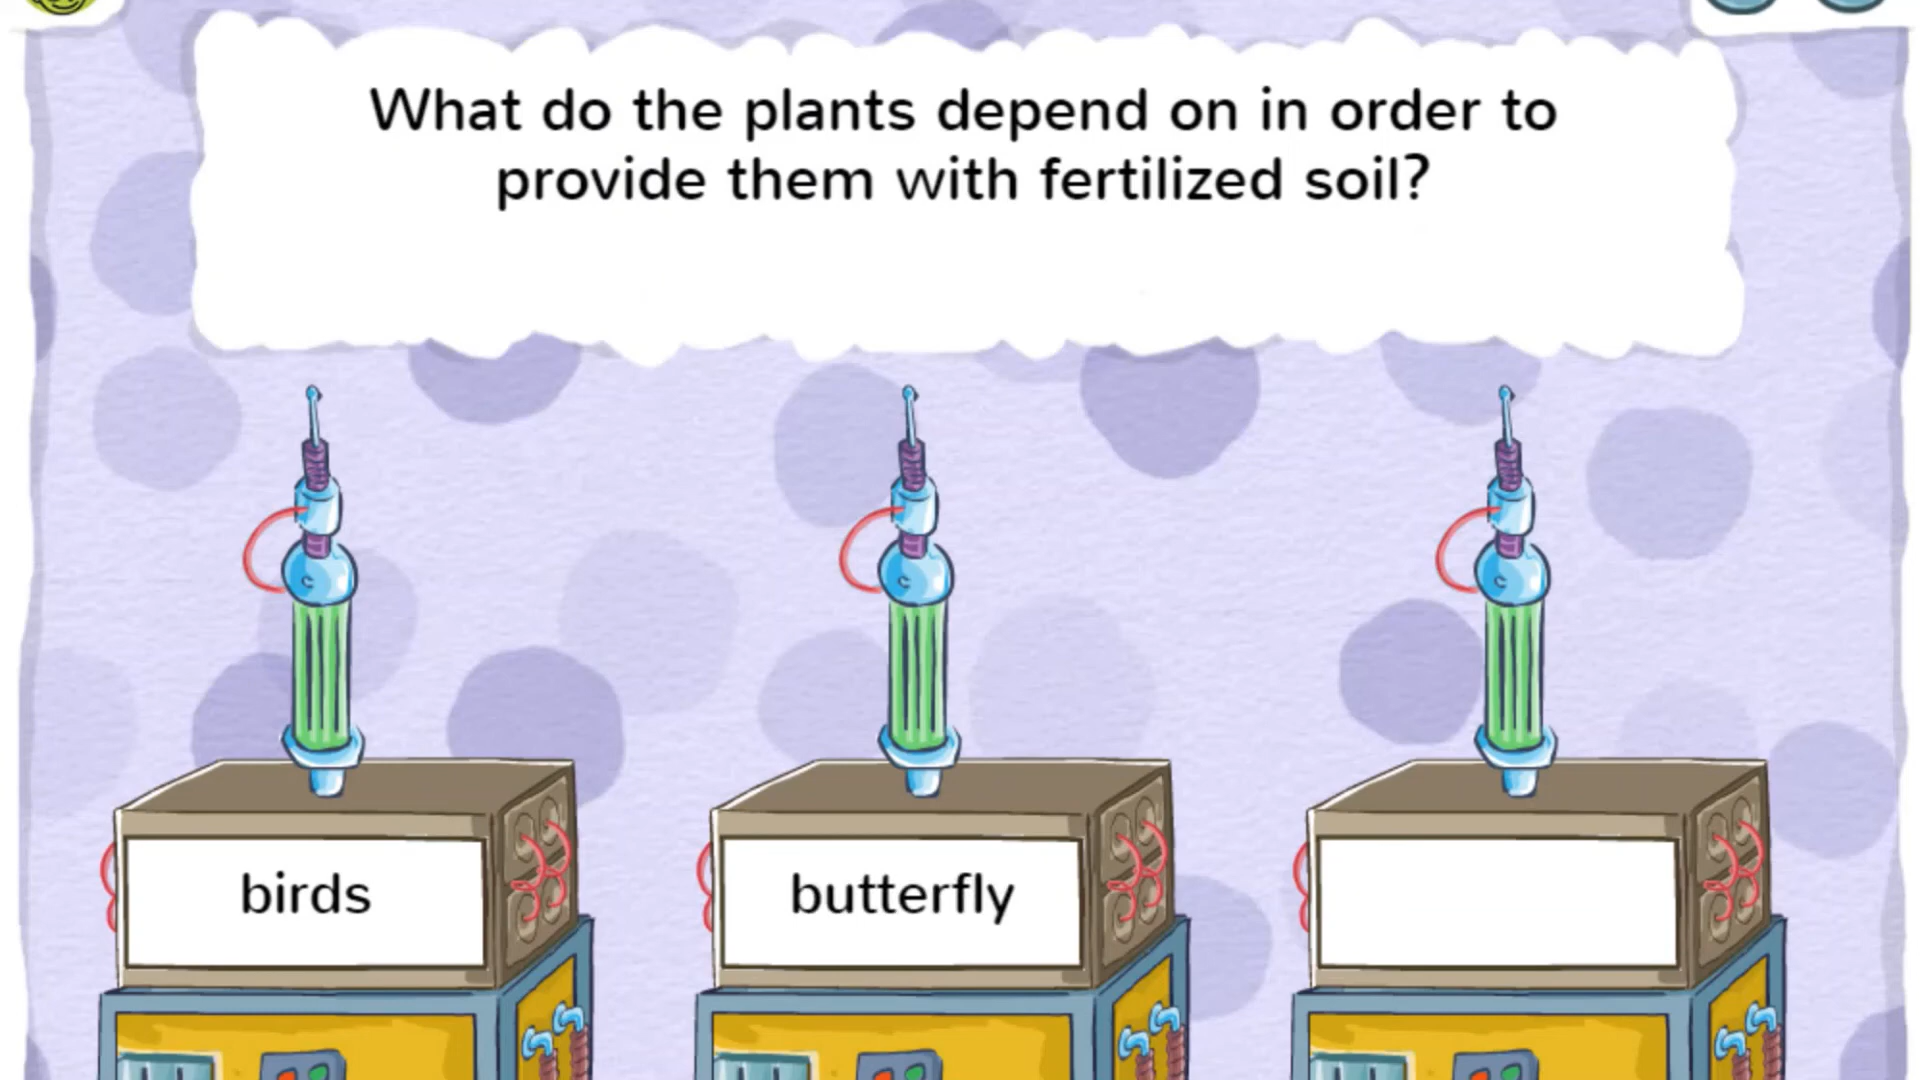 What do the plants depend on in order to
provide them with fertilized soil?
birds
butterfly